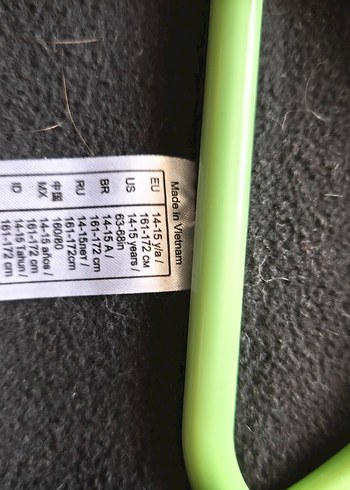 Made in Vietnam
EU 14-15 y/a /
161-172 см
US 14-15 years /
63-68in
BR 14-15 A /
161-172 cm
RU 14-15лет /
161-172cm
中国 160/80
MX 14-15 años /
161-172 cm
ID 14-15 Tahun /
161-172 cm